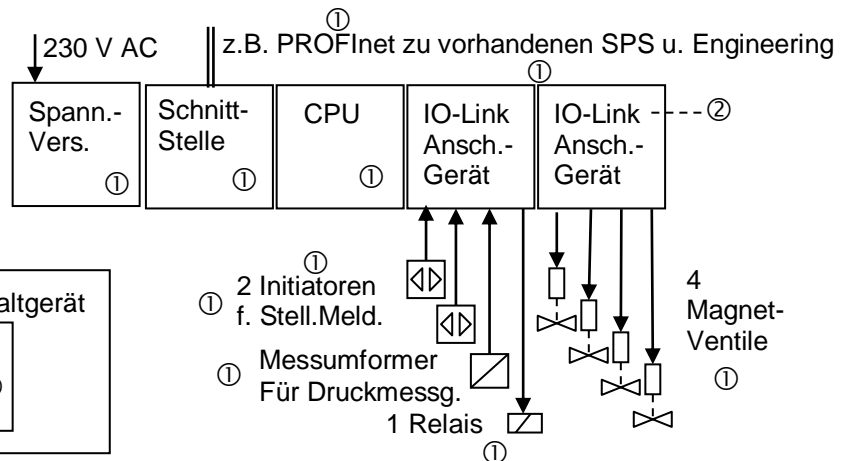 ①
230 V AC
z.B. PROFInet zu vorhandenen SPS u. Engineering
①
Spann.-
Vers.
①
Schnitt-
Stelle
①
CPU
①
IO-Link
Ansch.-
Gerät
IO-Link
Ansch.-
Gerät
②
①
① 2 Initiatoren
f. Stell.Meld.
① Messumformer
Für Druckmessg.
1 Relais
①
4
Magnet-
Ventile
①
altgerät